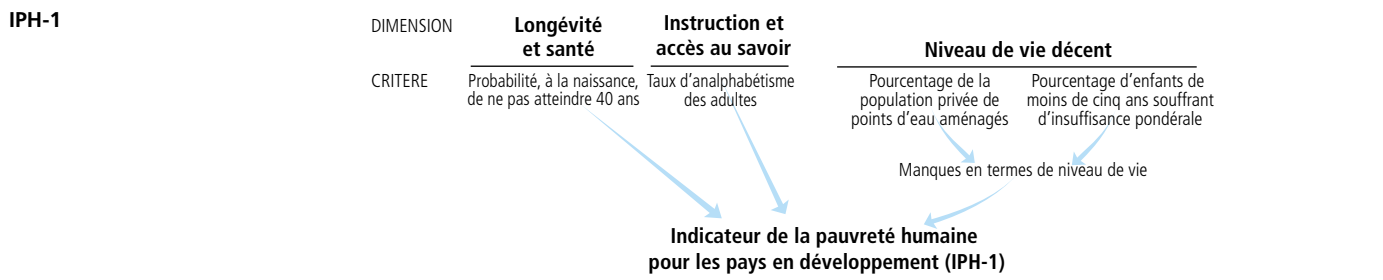 IPH-1
DIMENSION
Longévité
et santé
Instruction et
accès au savoir
Niveau de vie décent
CRITERE
Probabilité, à la naissance,
de ne pas atteindre 40 ans
Taux d'analphabétisme
des adultes
Pourcentage de la
population privée de
points d'eau aménagés
Pourcentage d'enfants de
moins de cinq ans souffrant
d'insuffisance pondérale
Manques en termes de niveau de vie
Indicateur de la pauvreté humaine
pour les pays en développement (IPH-1)